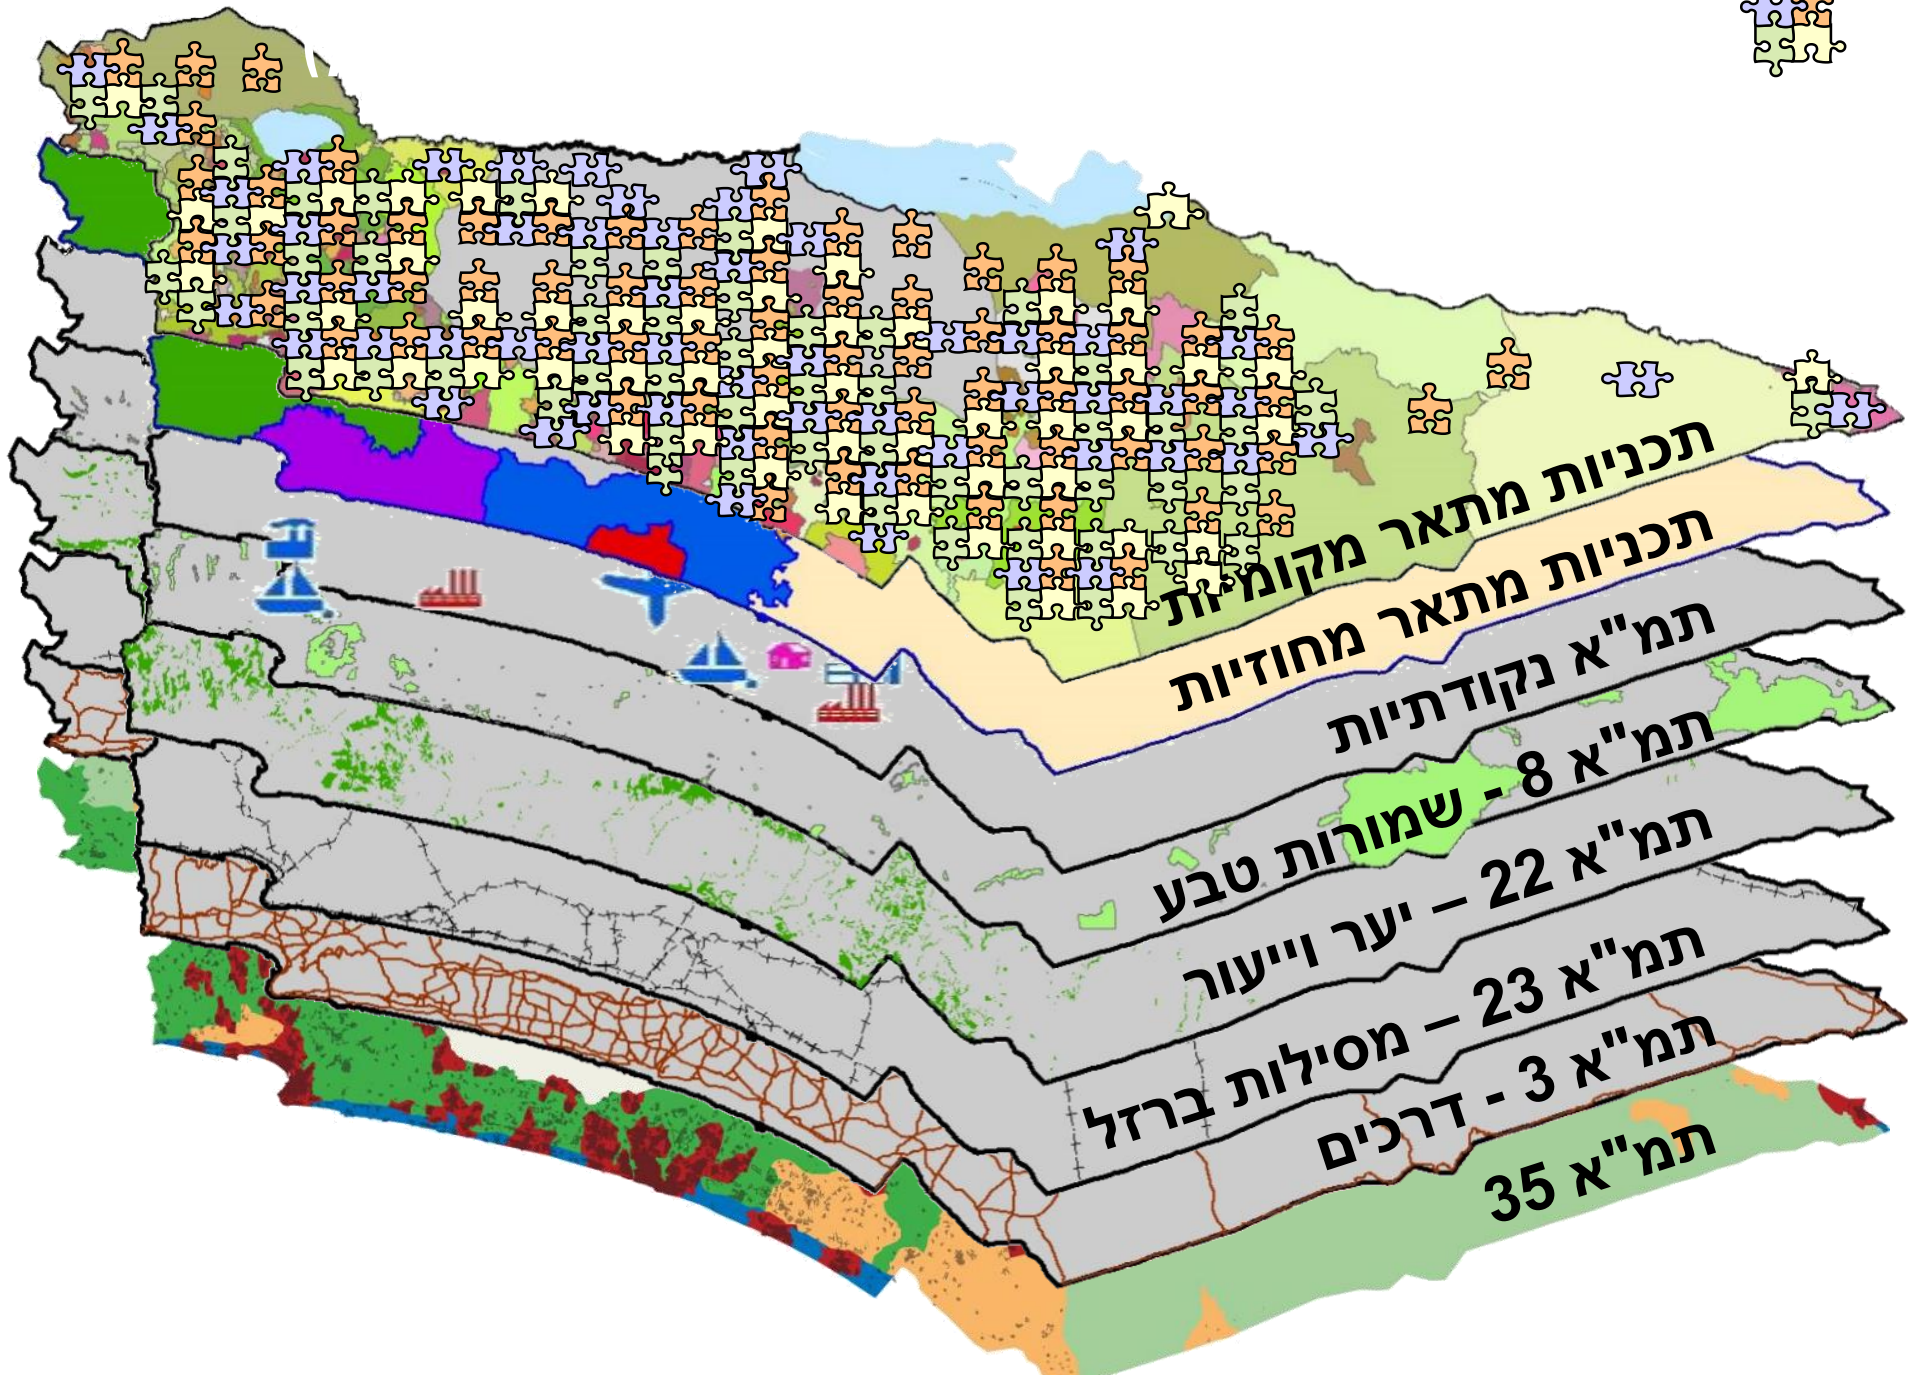 תכניות מתאר מקומיות
תכניות מתאר מחוזיות
תמ"א נקודתיות
תמ"א 8 - שמורות טבע
תמ"א 22 – יער וייעור
תמ"א 23 – מסילות ברזל
תמ"א 3 - דרכים
תמ"א 35